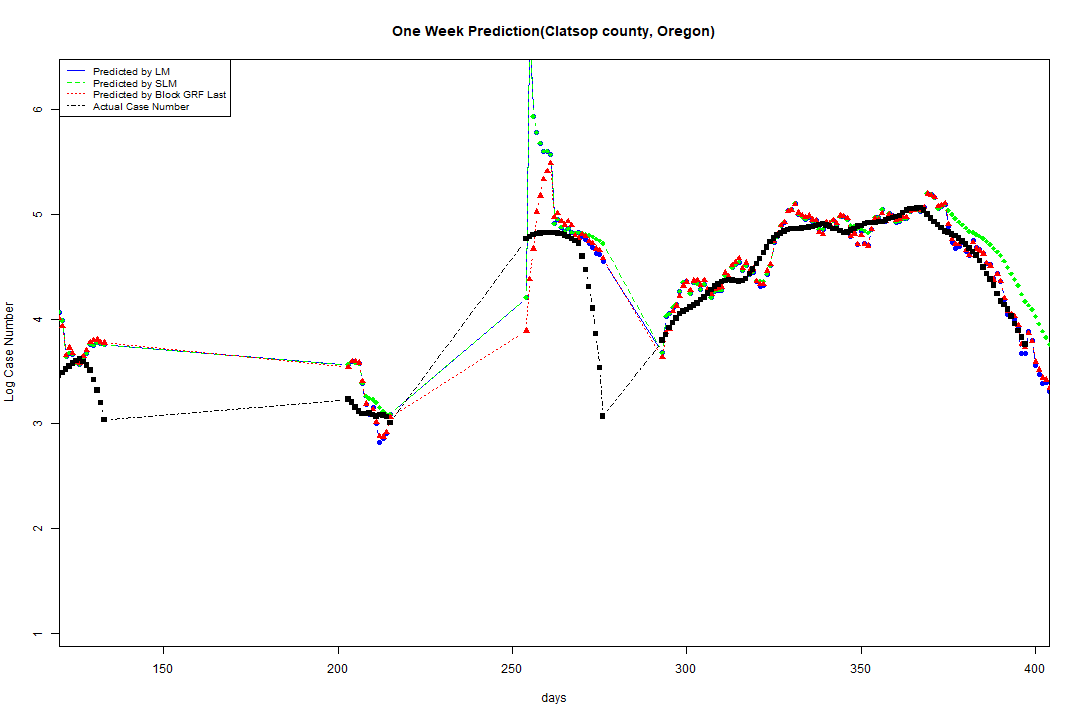 One Week Prediction(Clatsop county, Oregon)
Predicted by LM
Predicted by SLM
Predicted by Block GRF Last
Actual Case Number
6
5
4
3
2
1
Log Case Number
150 200 250 300 350 400
days